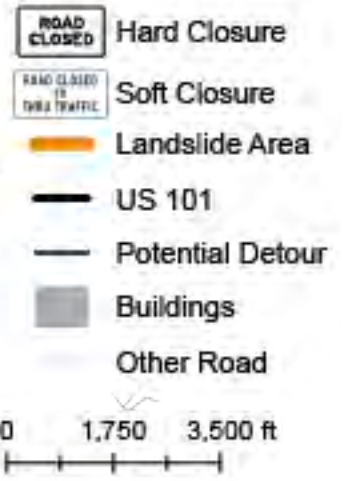 ROAD
CLOSED
Hard Closure
ROAD CLOSED
TO
THRU TRAFFIC
Soft Closure
Landslide Area
US 101
Potential Detour
Buildings
Other Road
0 1,750 3,500 ft